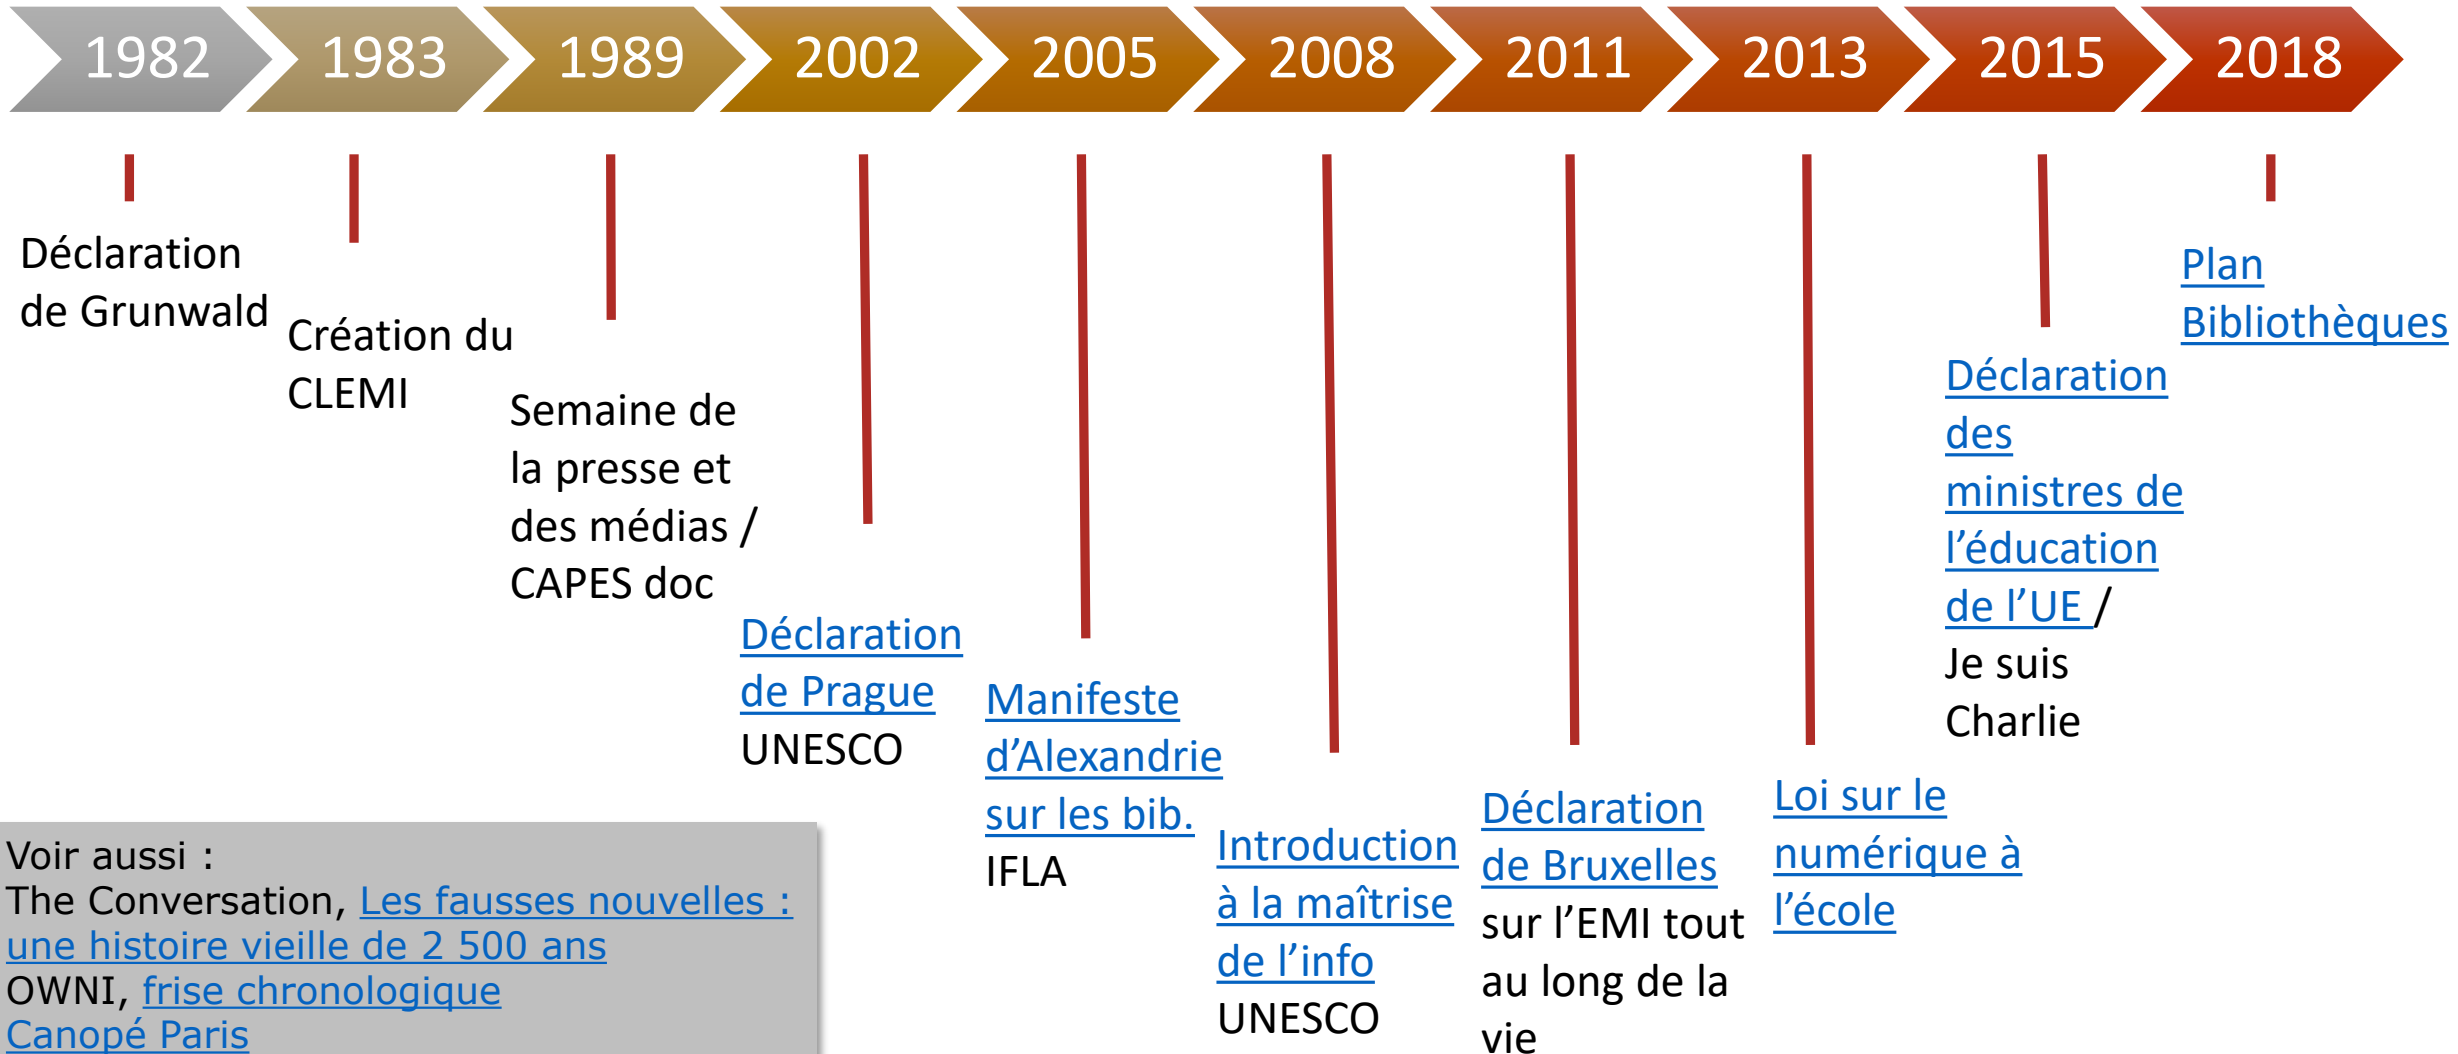 1982
1983
1989
2002
2005
2008
2011
2013
2015
2018
Déclaration
de Grunwald
Création du
CLEMI
Semaine de
la presse et
des médias /
CAPES doc
Déclaration
de Prague
UNESCO
Manifeste
d’Alexandrie
sur les bib.
IFLA
Introduction
à la maîtrise
de l’info
UNESCO
Déclaration
de Bruxelles
sur l’EMI tout
au long de la
vie
Loi sur le
numérique à
l’école
Déclaration
des
ministres de
l’éducation
de l’UE /
Je suis
Charlie
Plan
Bibliothèques
Voir aussi :
The Conversation, Les fausses nouvelles :
une histoire vieille de 2 500 ans
OWNI, frise chronologique
Canopé Paris